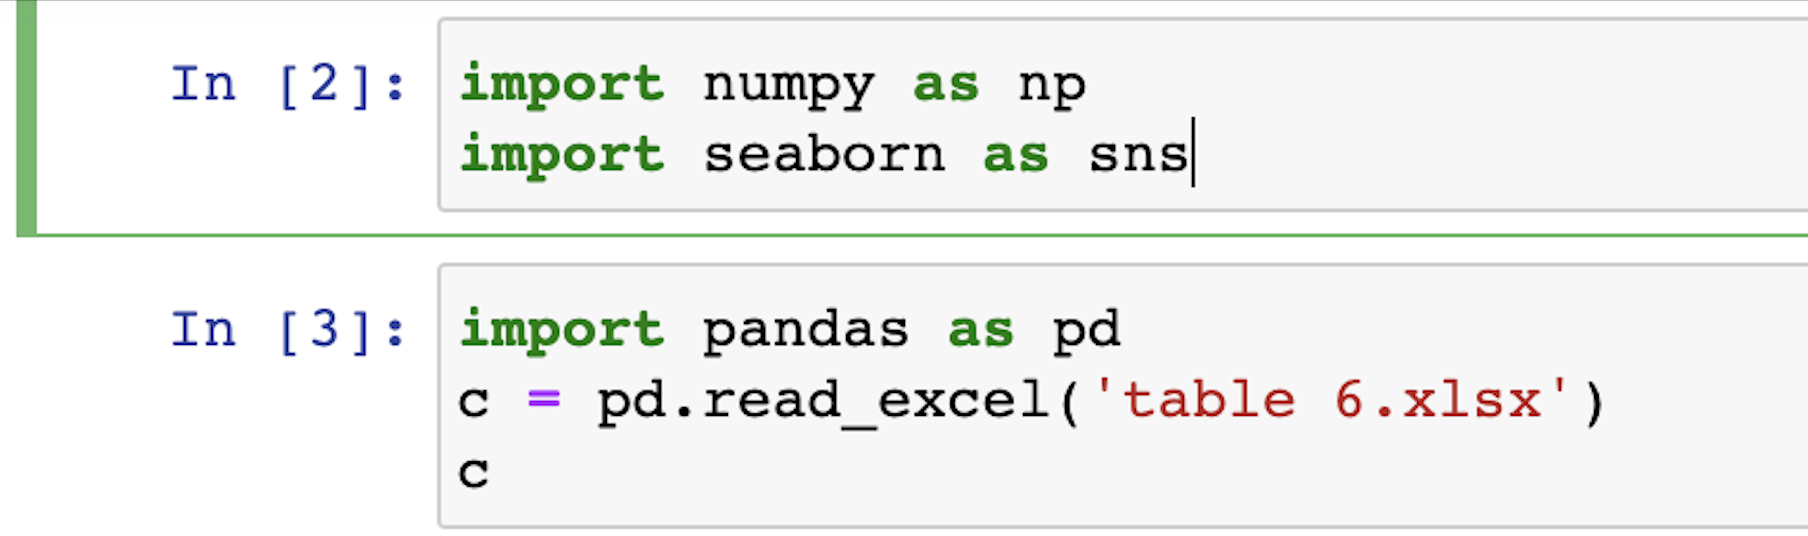 In [2]: import numpy as np
import seaborn as sns
In [3]: import pandas as pd
c = pd.read_excel('table 6.xlsx')
c